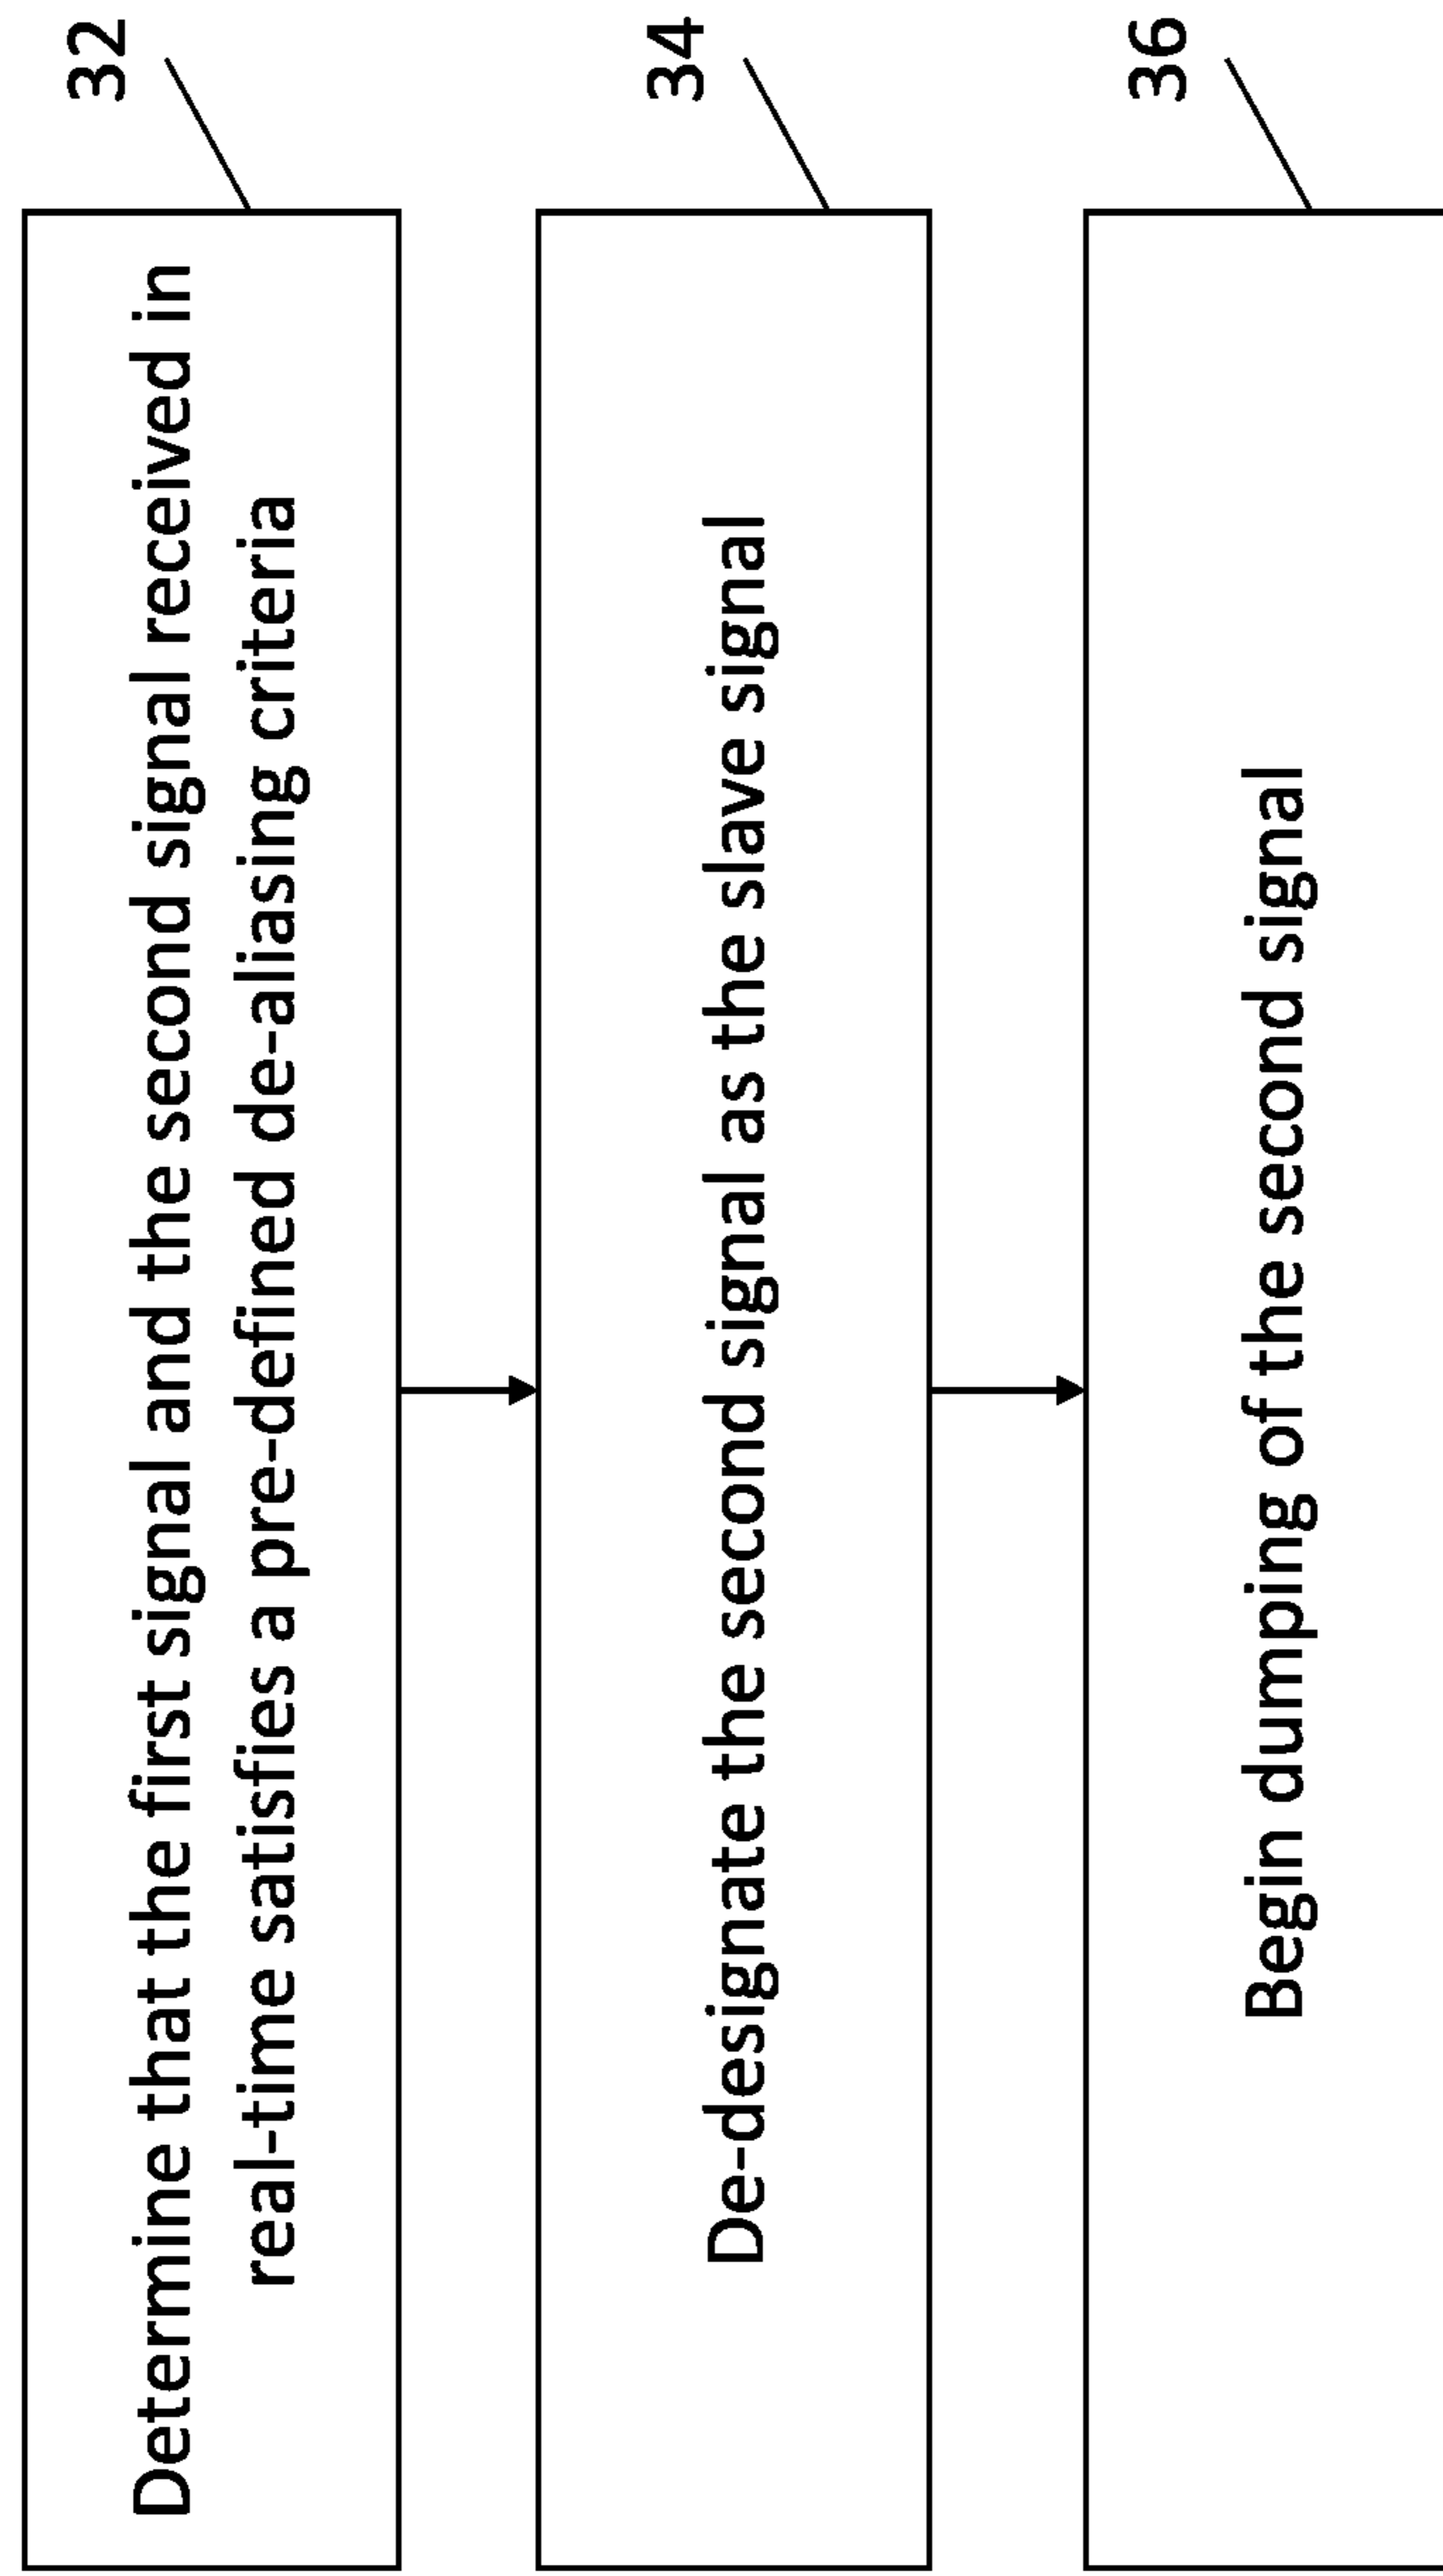 Determine that the first signal and the second signal received in
real-time satisfies a pre-defined de-aliasing criteria
32
De-designate the second signal as the slave signal
34
Begin dumping of the second signal
36